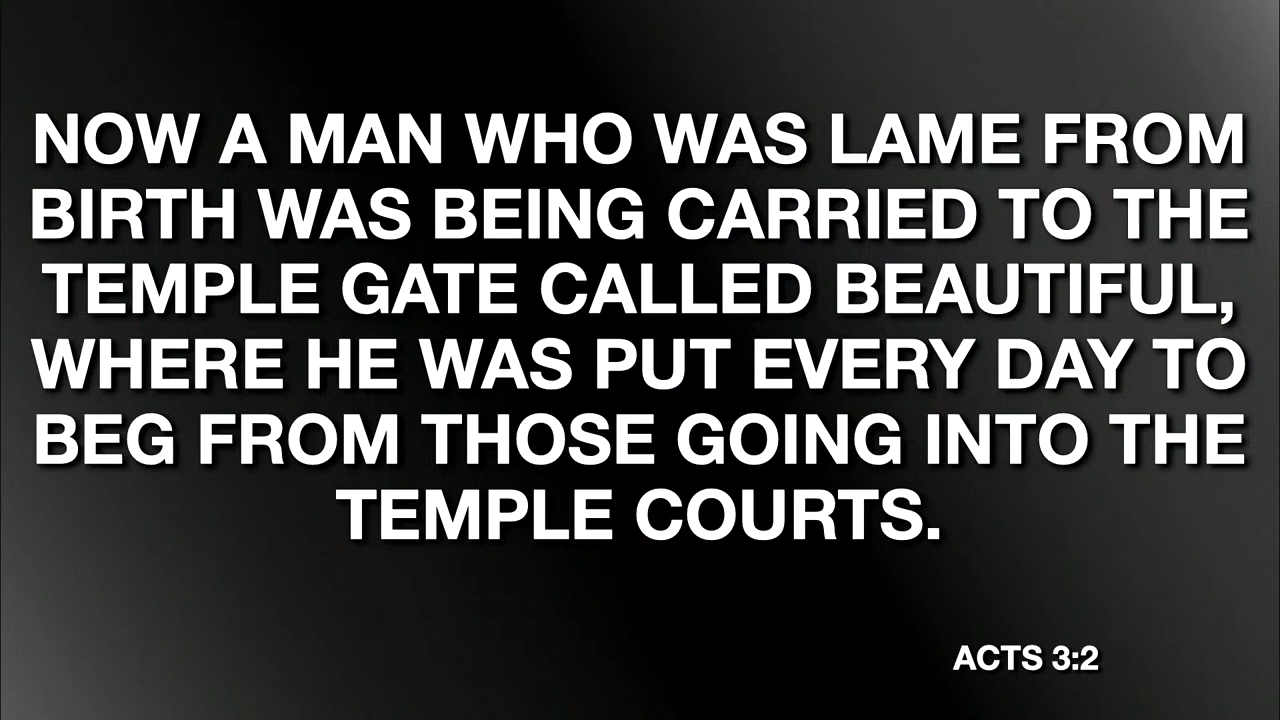 NOW A MAN WHO WAS LAME FROM
BIRTH WAS BEING CARRIED TO THE
TEMPLE GATE CALLED BEAUTIFUL,
WHERE HE WAS PUT EVERY DAY TO
BEG FROM THOSE GOING INTO THE
TEMPLE COURTS.
ACTS 3:2